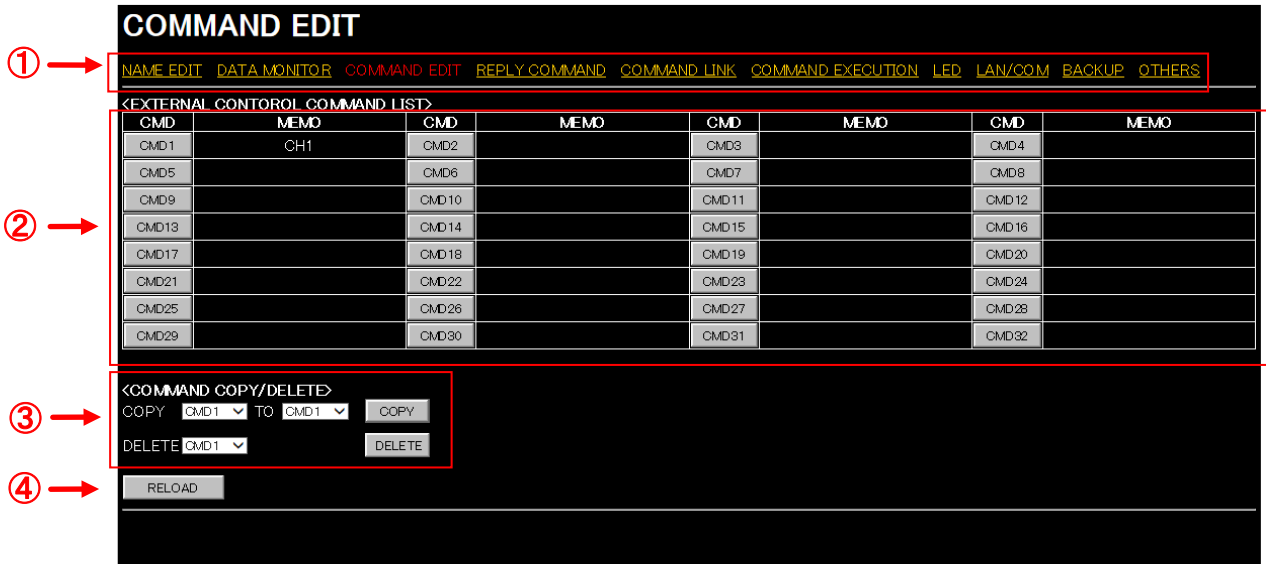 COMMAND EDIT
① NAME EDIT DATA MONITOR COMMAND EDIT REPLY COMMAND COMMAND LINK COMMAND EXECUTION LED LAN/COM BACKUP OTHERS
<EXTERNAL CONTOROL COMMAND LIST>
CMD MEMO CMD MEMO CMD MEMO CMD MEMO
CMD1 CH1 CMD2 CMD3 CMD4
CMD5 CMD6 CMD7 CMD8
CMD9 CMD10 CMD11 CMD12
② CMD13 CMD14 CMD15 CMD16
CMD17 CMD18 CMD19 CMD20
CMD21 CMD22 CMD23 CMD24
CMD25 CMD26 CMD27 CMD28
CMD29 CMD30 CMD31 CMD32
<COMMAND COPY/DELETE>
③ COPY CMD1 TO CMD1 COPY
DELETE CMD1 DELETE
④ RELOAD